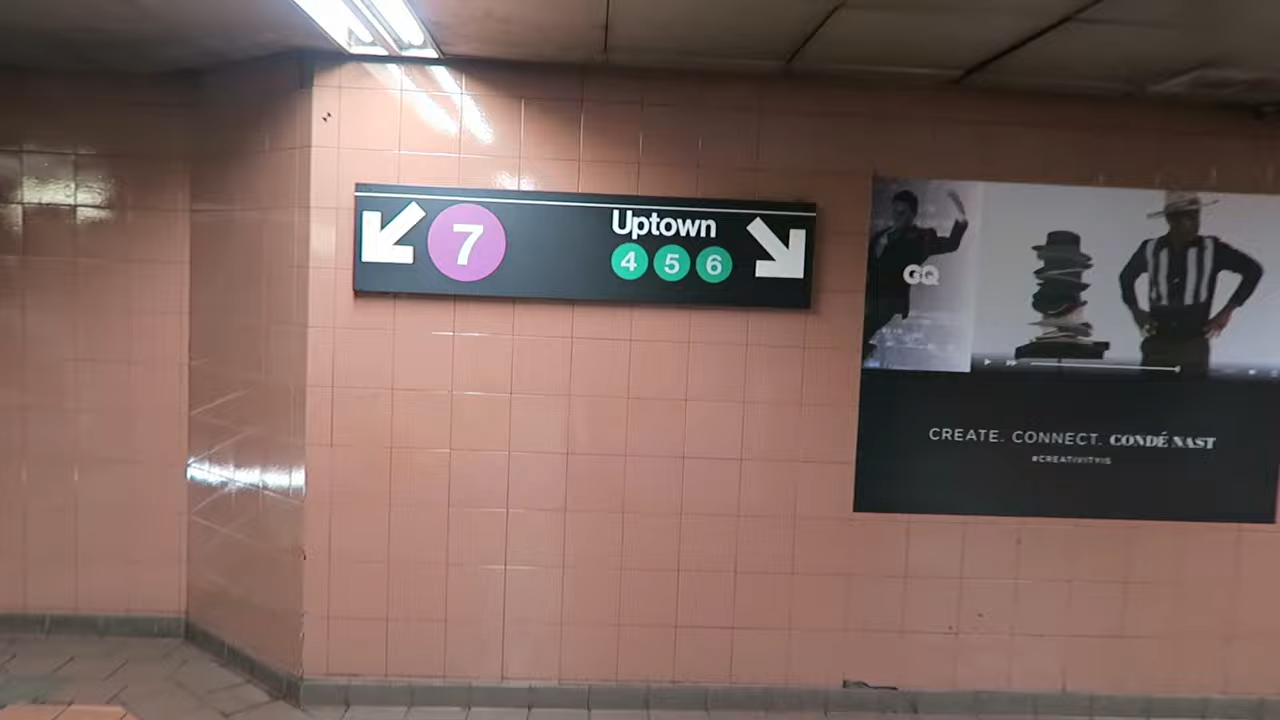 7
Uptown
4 5 6
GQ
CREATE. CONNECT. CONDÉ NAST
#CREATIVITYIS